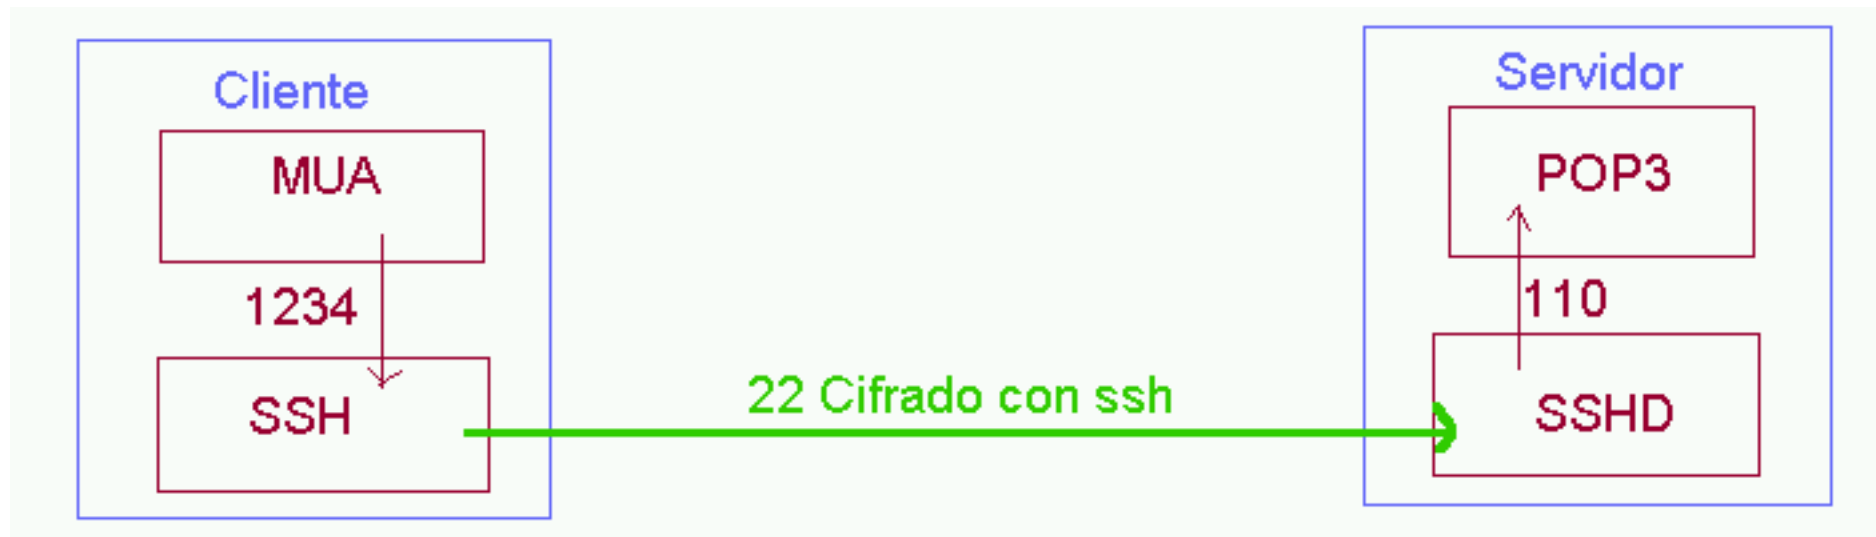 Cliente
MUA
1234
SSH
22 Cifrado con ssh
Servidor
POP3
110
SSHD